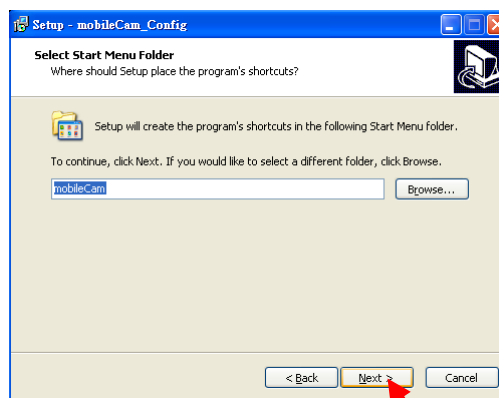 Setup - mobileCam_Config
Select Start Menu Folder
Where should Setup place the program's shortcuts?
Setup will create the program's shortcuts in the following Start Menu folder.
To continue, click Next. If you would like to select a different folder, click Browse.
mobileCam
Browse...
< Back
Next >
Cancel